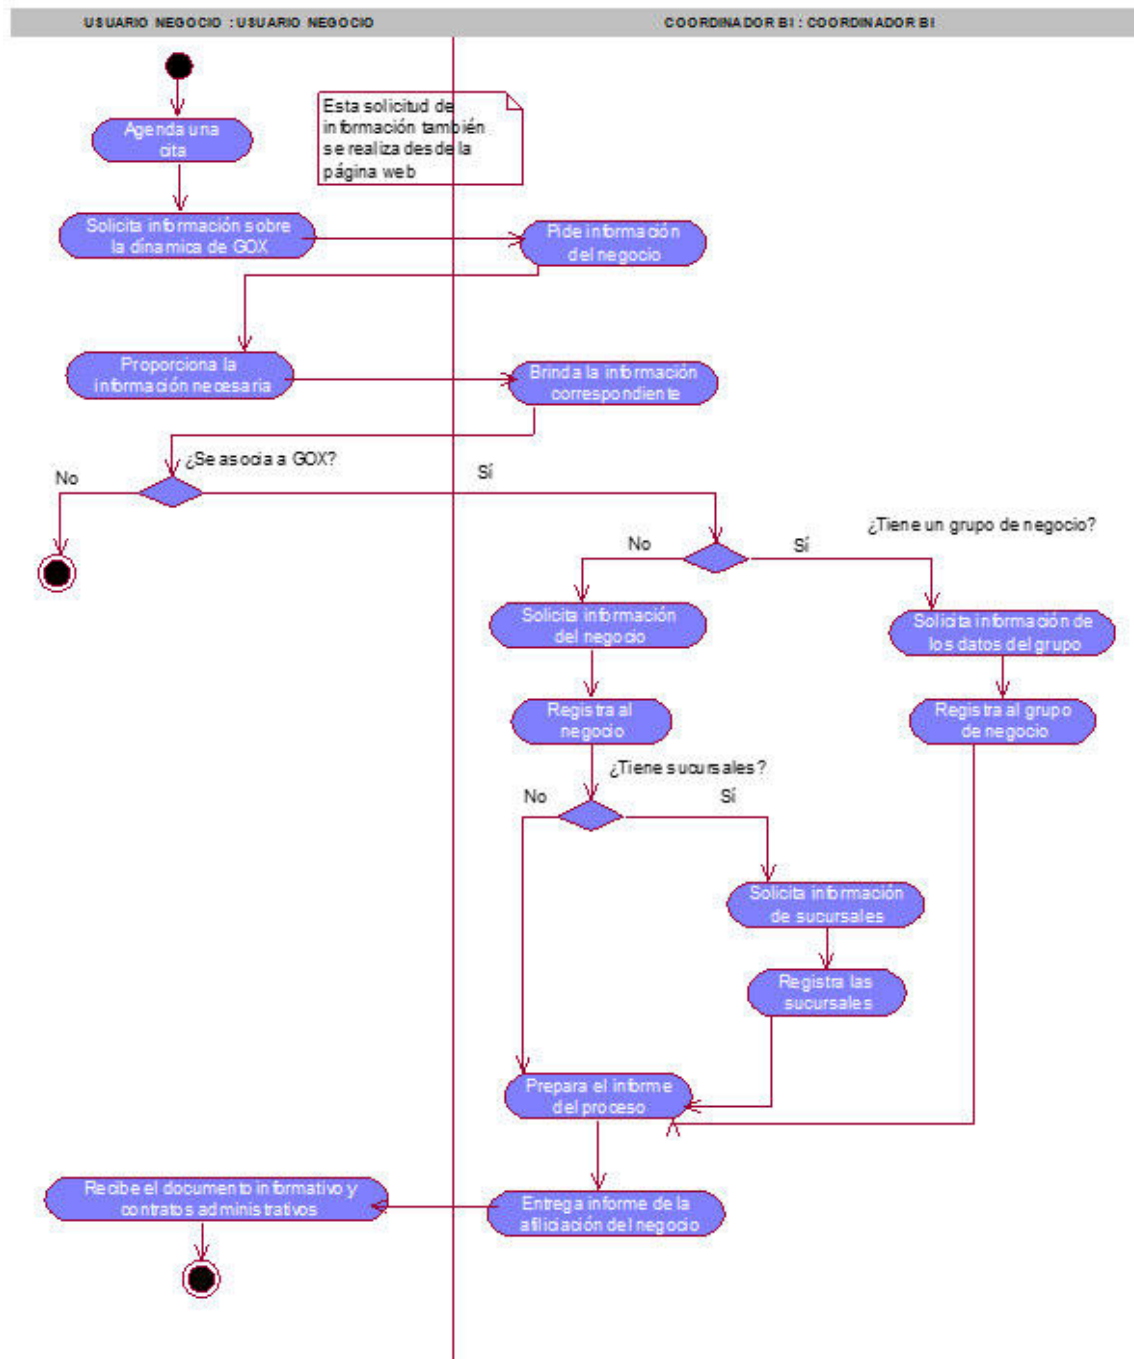 USUARIO NEGOCIO : USUARIO NEGOCIO
COORDINADOR BI : COORDINADOR BI
Esta solicitud de
información también
se realiza desde la
página web
Agenda una
cita
Solicita información sobre
la dínamica de GOX
Pide información
del negocio
Proporciona la
información necesaria
Brinda la información
correspondiente
¿Se asocia a GOX?
No
Sí
¿Tiene un grupo de negocio?
No
Sí
Solicita información
del negocio
Solicita información de
los datos del grupo
Registra al
negocio
Registra al grupo
de negocio
¿Tiene sucursales?
No
Sí
Solicita información
de sucursales
Registra las
sucursales
Prepara el informe
del proceso
Recibe el documento informativo y
contratos administrativos
Entrega informe de la
afiliciación del negocio